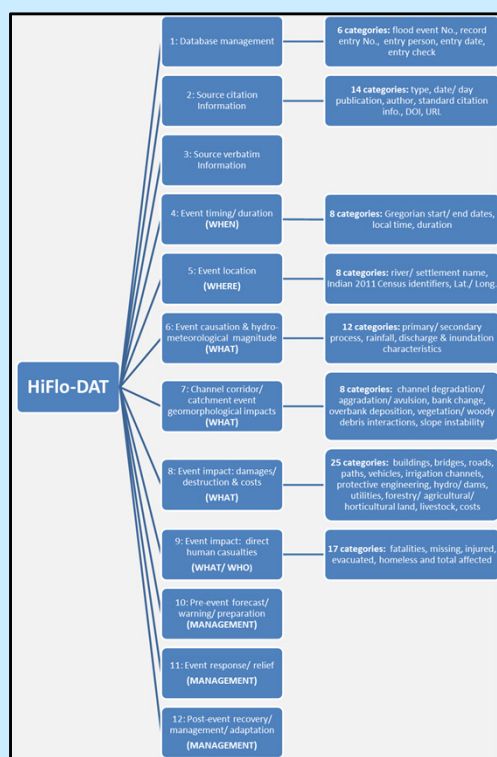 HiFlo-DAT
1: Database management
6 categories: flood event No., record
entry No., entry person, entry date,
entry check
2: Source citation
Information
14 categories: type, date/ day
publication, author, standard citation
info., DOI, URL
3: Source verbatim
Information
4: Event timing/ duration
(WHEN)
8 categories: Gregorian start/ end dates,
local time, duration
5: Event location
(WHERE)
8 categories: river/ settlement name,
Indian 2011 Census identifiers, Lat./ Long.
6: Event causation & hydro-
meteorological magnitude
(WHAT)
12 categories: primary/ secondary
process, rainfall, discharge & inundation
characteristics
7: Channel corridor/
catchment event
geomorphological impacts
(WHAT)
8 categories: channel degradation/
aggradation/ avulsion, bank change,
overbank deposition, vegetation/ woody
debris interactions, slope instability
8: Event impact: damages/
destruction & costs
(WHAT)
25 categories: buildings, bridges, roads,
paths, vehicles, irrigation channels,
protective engineering, hydro/ dams,
utilities, forestry/ agricultural/
horticultural land, livestock, costs
9: Event impact: direct
human casualties
(WHAT/ WHO)
17 categories: fatalities, missing, injured,
evacuated, homeless and total affected
10: Pre-event forecast/
warning/ preparation
(MANAGEMENT)
11: Event response/ relief
(MANAGEMENT)
12: Post-event recovery/
management/ adaptation
(MANAGEMENT)